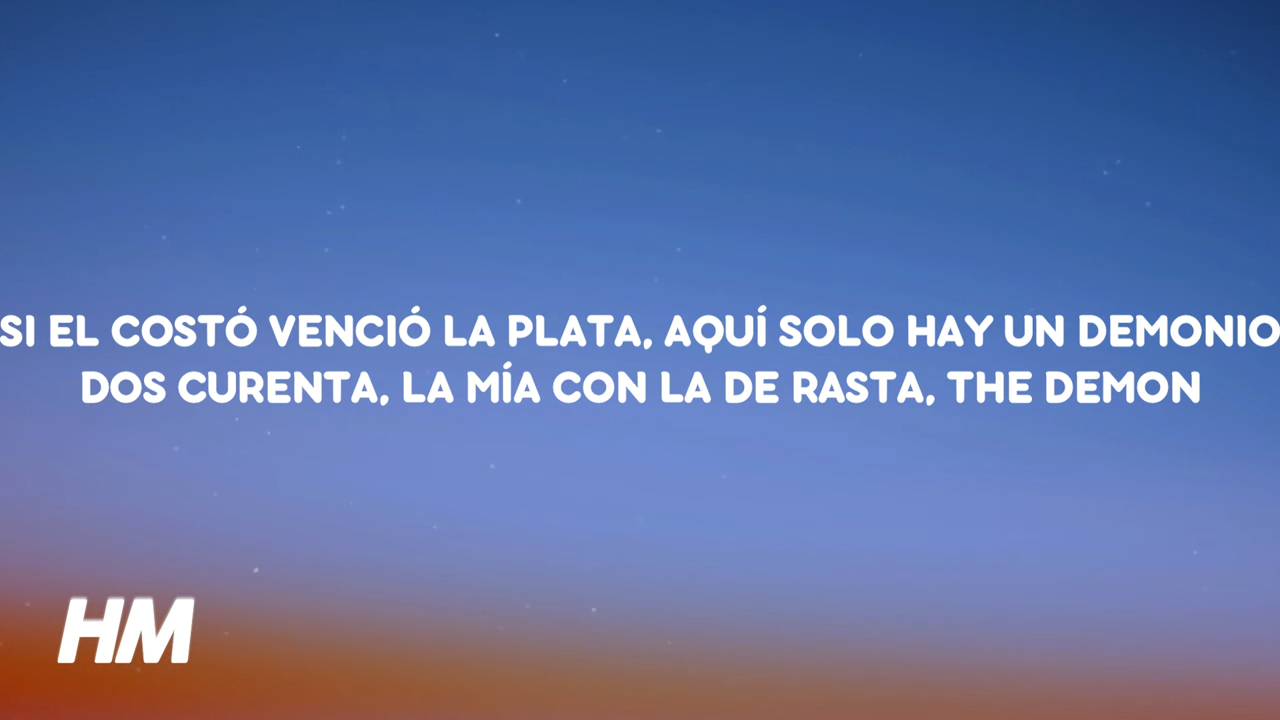 SI EL COSTÓ VENCIÓ LA PLATA, AQUÍ SOLO HAY UN DEMONIO
DOS CURENTA, LA MÍA CON LA DE RASTA, THE DEMON
HM